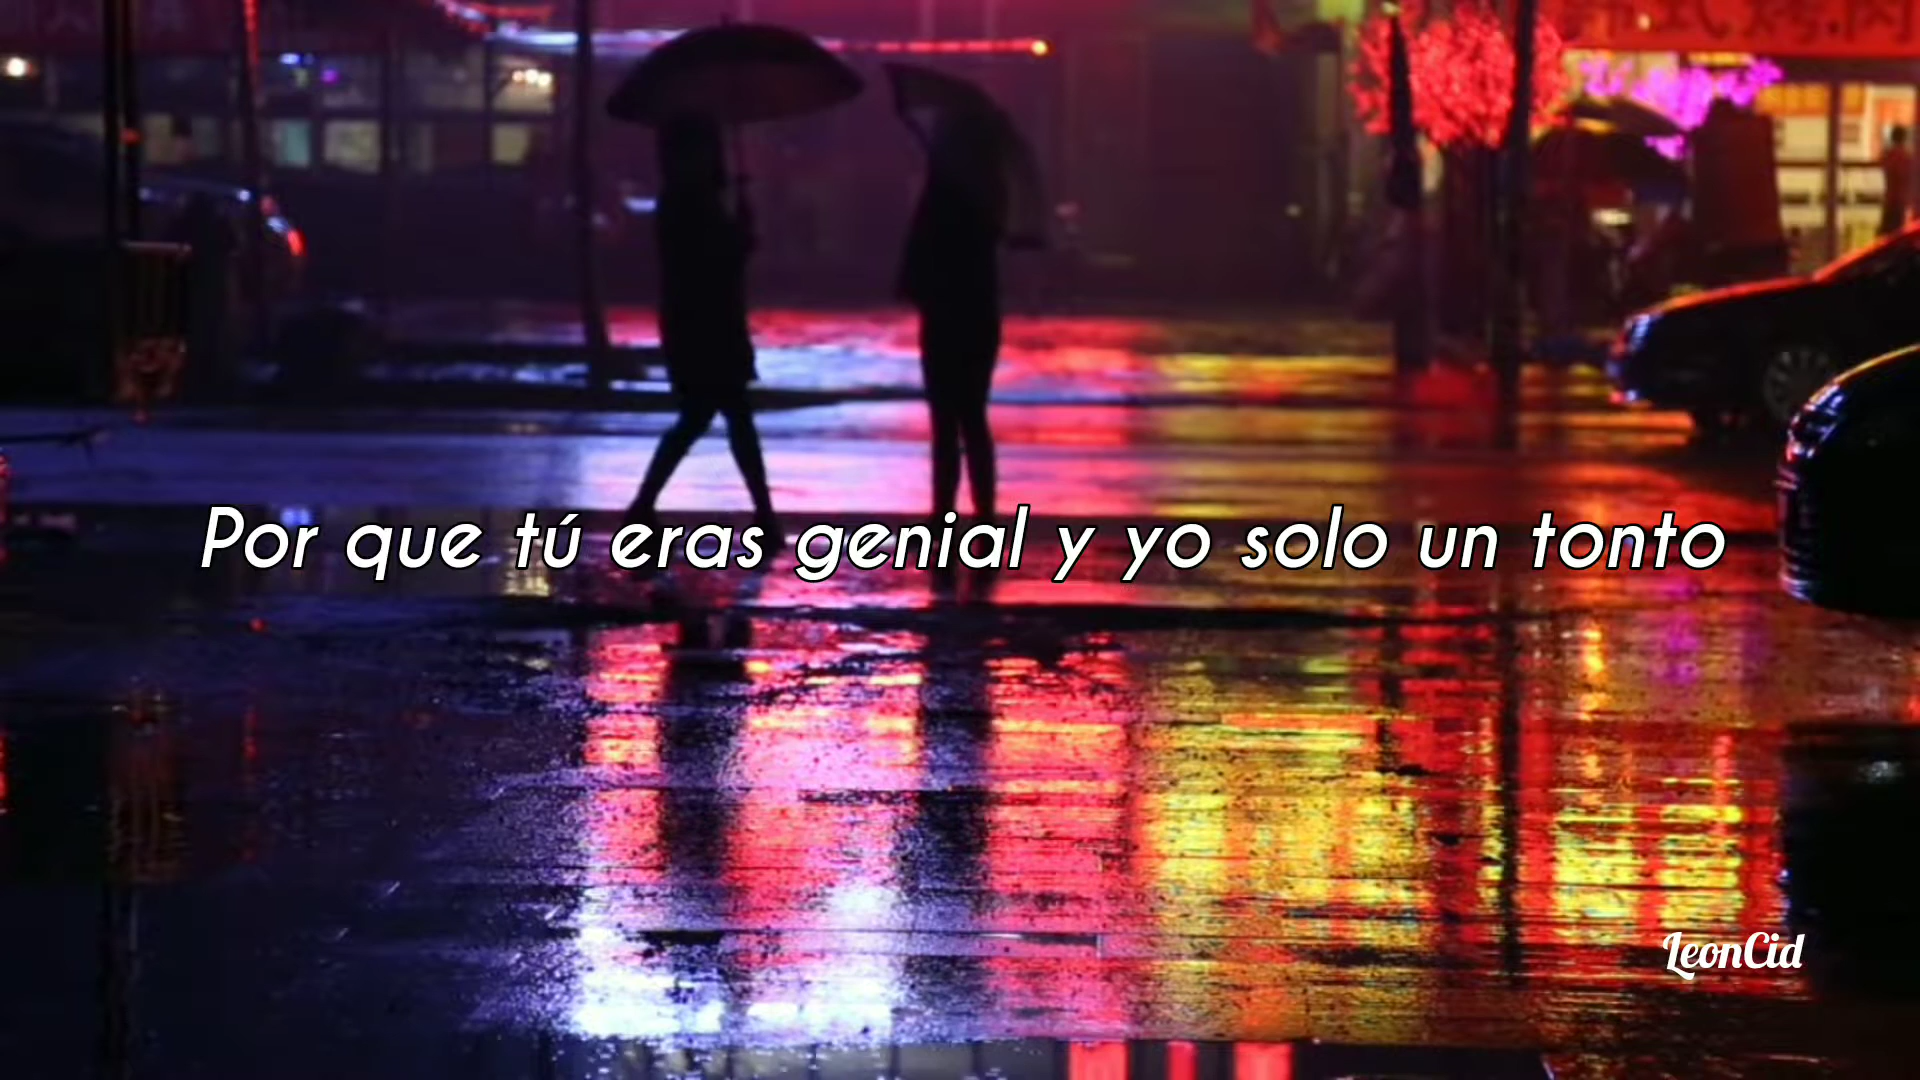 Por que tú eras genial y yo solo un tonto
LeonCid